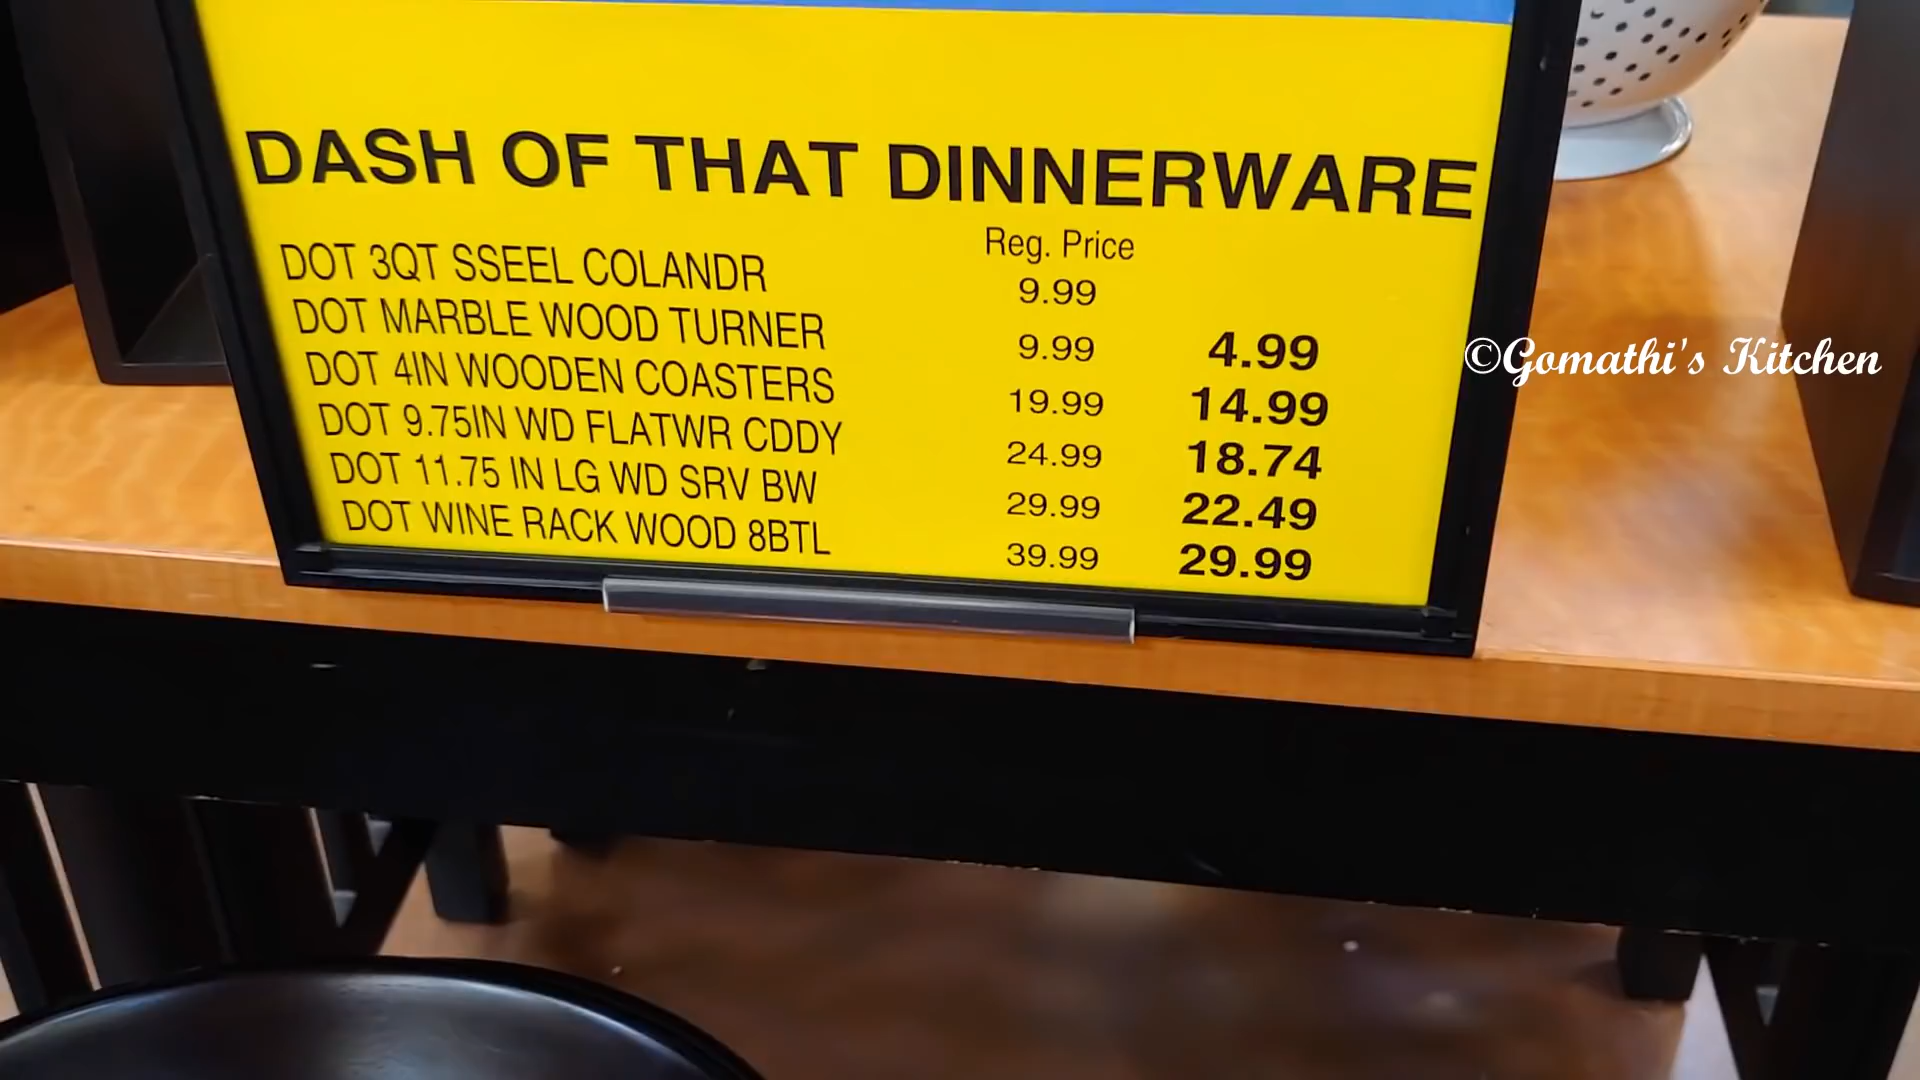 DASH OF THAT DINNERWARE
Reg. Price
DOT 3QT SSEEL COLANDR 9.99
DOT MARBLE WOOD TURNER 9.99 4.99
DOT 4IN WOODEN COASTERS 19.99 14.99
DOT 9.75IN WD FLATWR CDDY 24.99 18.74
DOT 11.75 IN LG WD SRV BW 29.99 22.49
DOT WINE RACK WOOD 8BTL 39.99 29.99
©Gomathi's Kitchen